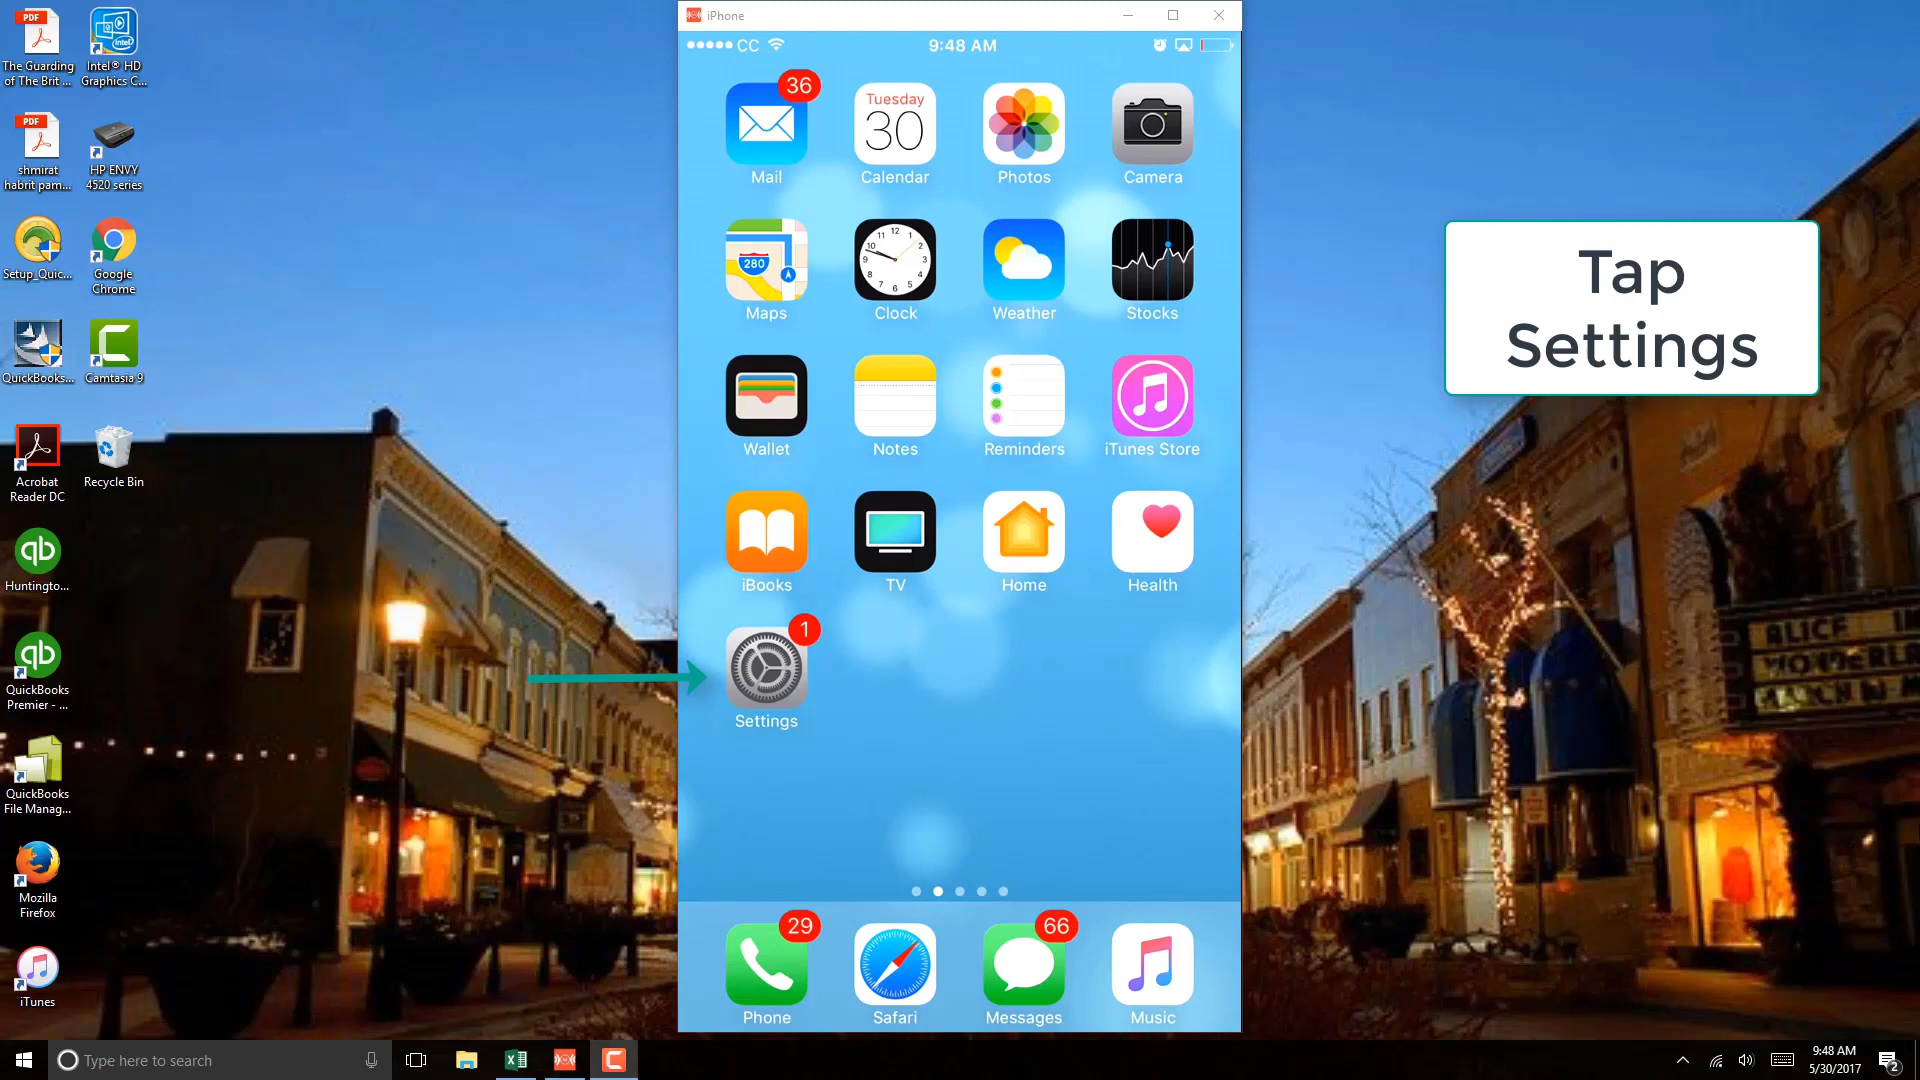 The Guarding
of The Brit ...
Intel® HD
Graphics C...
shmirat
habrit pam...
HP ENVY
4520 series
Setup_Quic...
Google
Chrome
QuickBooks...
Camtasia 9
Acrobat
Reader DC
Recycle Bin
Huntingto...
QuickBooks
Premier - ...
QuickBooks
File Manag...
Mozilla
Firefox
iTunes
iPhone
CC
9:48 AM
36
Mail
Tuesday
30
Calendar
Photos
Camera
280
Maps
Clock
Weather
Stocks
Wallet
Notes
Reminders
iTunes Store
iBooks
TV
Home
Health
1
Settings
29
Phone
Safari
66
Messages
Music
Tap
Settings
ALICE IN
WONDERLA
Type here to search
9:48 AM
5/30/2017
2